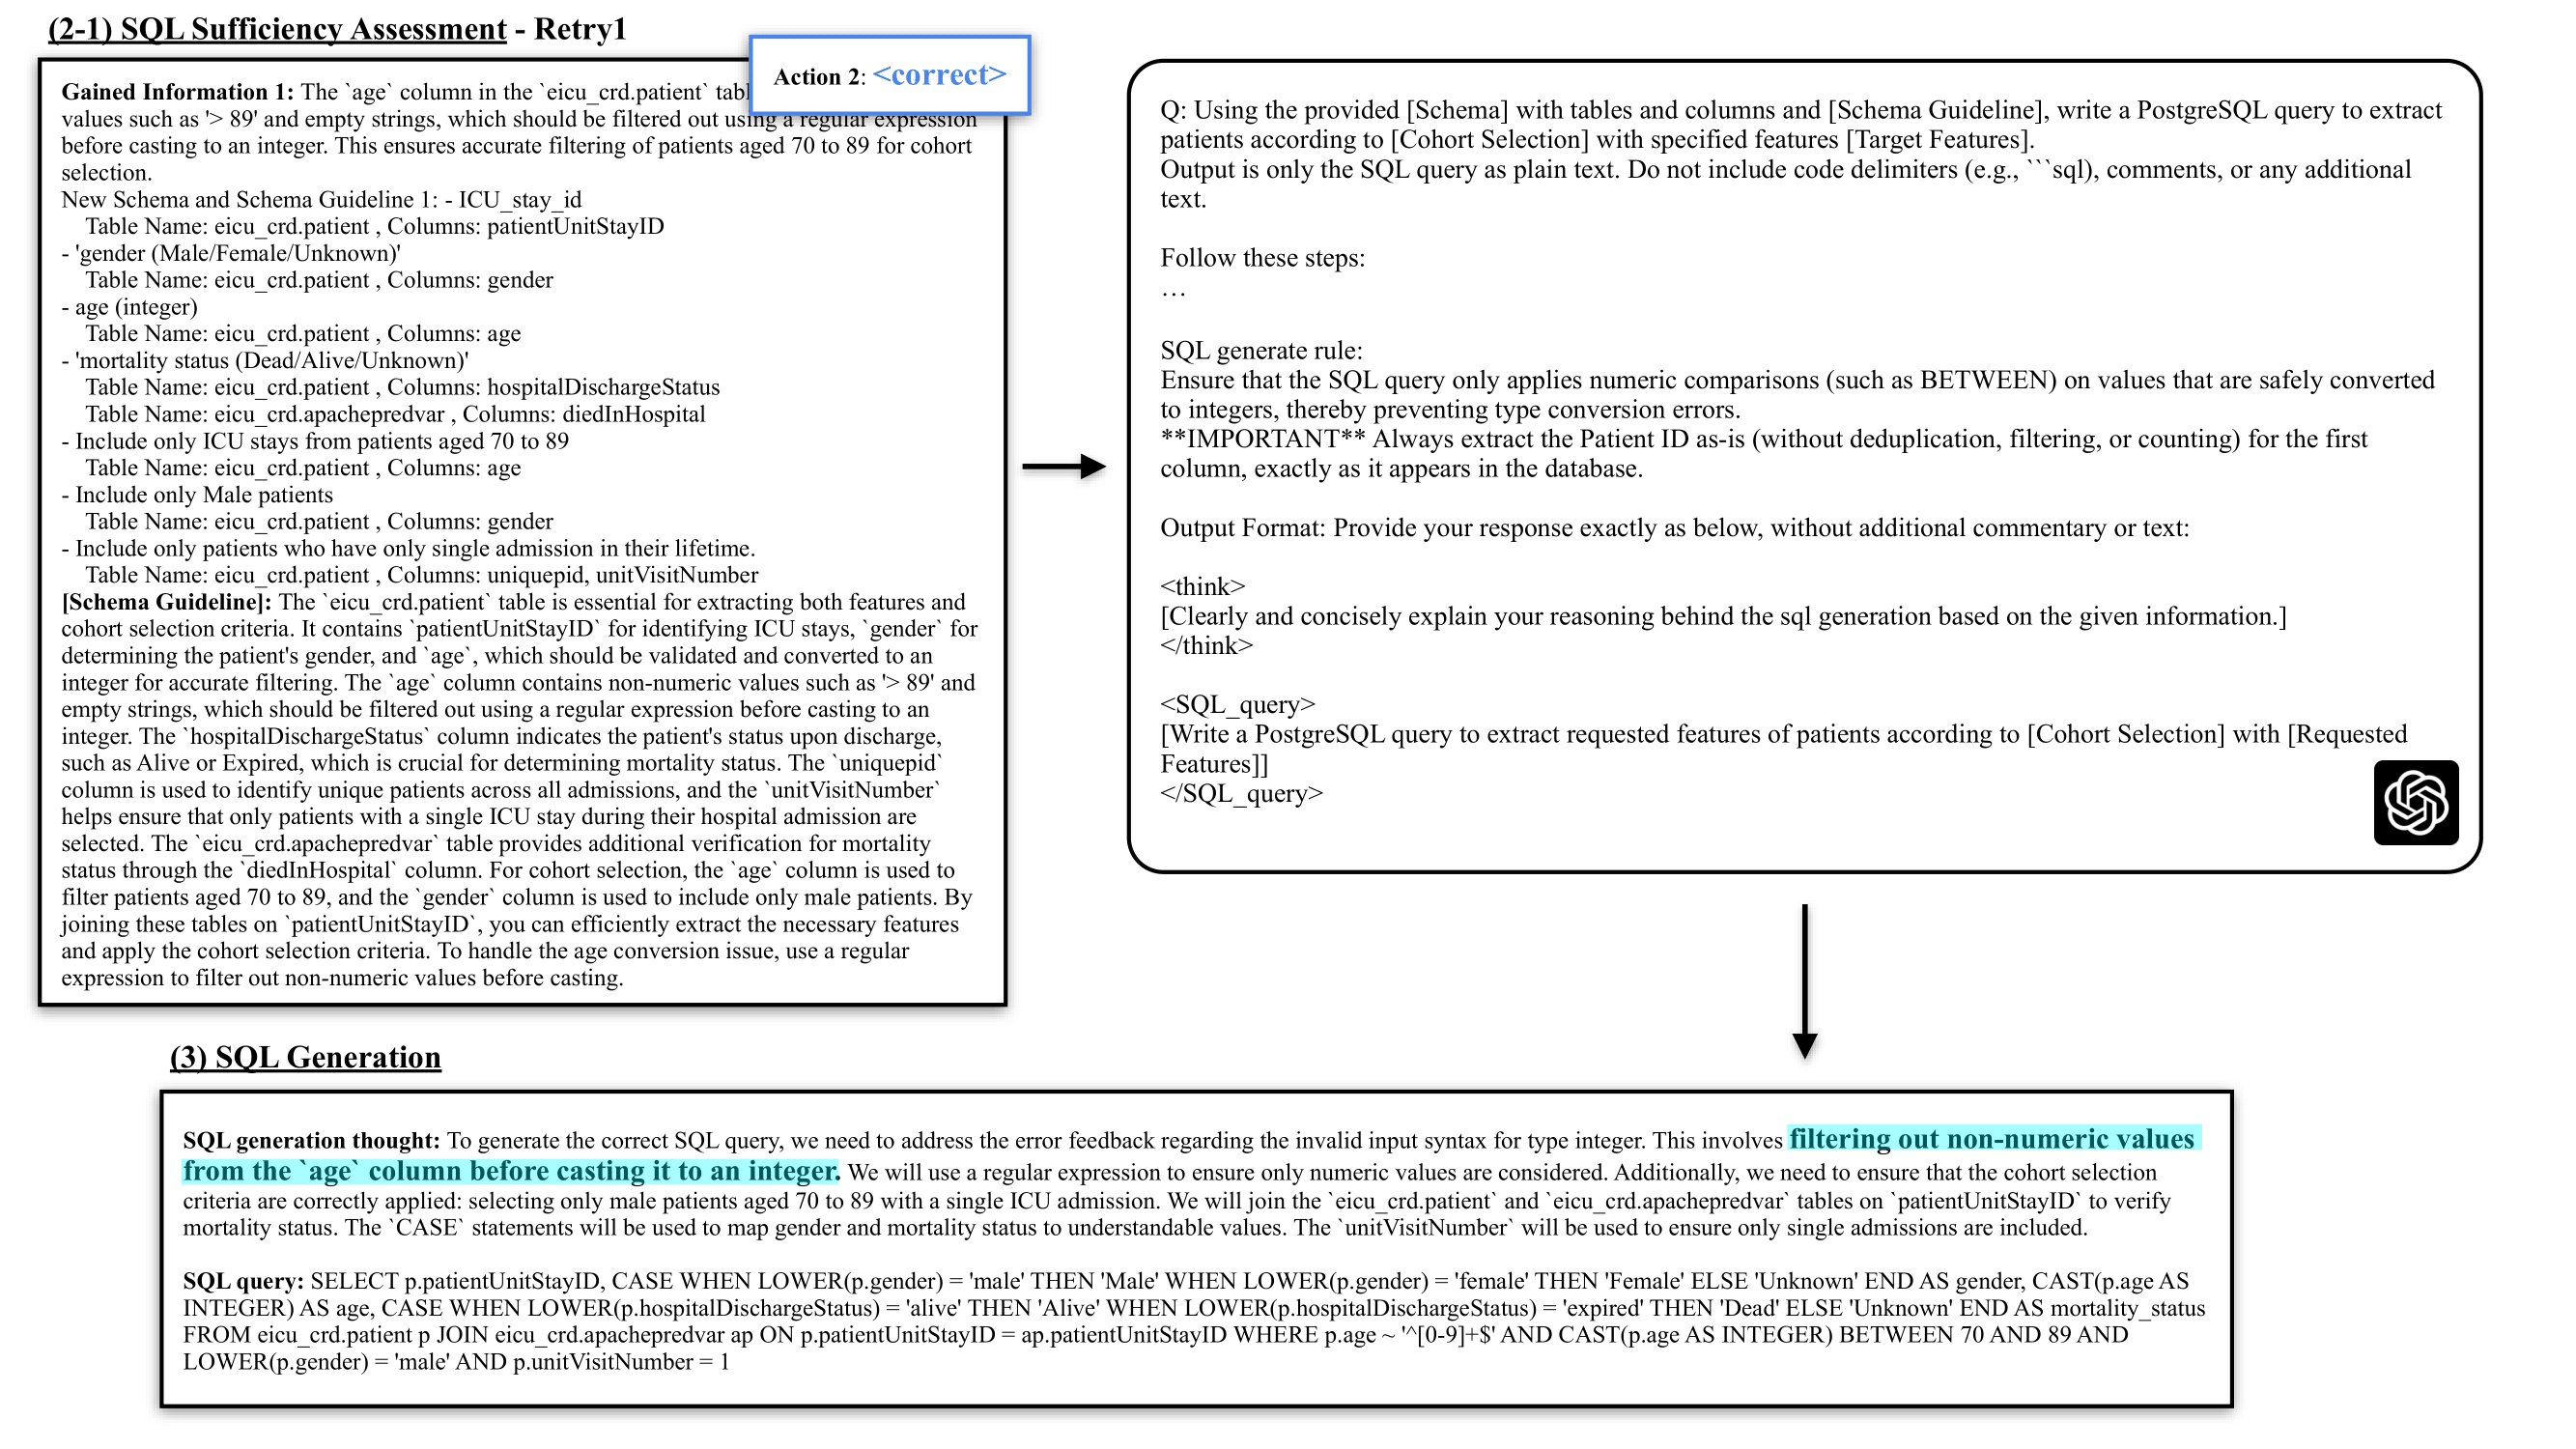 (2-1) SQL Sufficiency Assessment - Retry1
Action 2: <correct>
Gained Information 1: The `age` column in the `eicu_crd.patient`
values such as '> 89' and empty strings, which should be filtered out using a regular expression
before casting to an integer. This ensures accurate filtering of patients aged 70 to 89 for cohort
selection.
New Schema and Schema Guideline 1: - ICU_stay_id
Table Name: eicu_crd.patient , Columns: patientUnitStayID
- 'gender (Male/Female/Unknown)'
Table Name: eicu_crd.patient , Columns: gender
- age (integer)
Table Name: eicu_crd.patient , Columns: age
- 'mortality status (Dead/Alive/Unknown)'
Table Name: eicu_crd.patient , Columns: hospitalDischargeStatus
Table Name: eicu_crd.apachepredvar , Columns: diedInHospital
- Include only ICU stays from patients aged 70 to 89
Table Name: eicu_crd.patient , Columns: age
- Include only Male patients
Table Name: eicu_crd.patient , Columns: gender
- Include only patients who have only single admission in their lifetime.
Table Name: eicu_crd.patient , Columns: uniquepid, unitVisitNumber
[Schema Guideline]: The `eicu_crd.patient` table is essential for extracting both features and
cohort selection criteria. It contains `patientUnitStayID` for identifying ICU stays, `gender` for
determining the patient's gender, and `age`, which should be validated and converted to an
integer for accurate filtering. The `age` column contains non-numeric values such as '> 89' and
empty strings, which should be filtered out using a regular expression before casting to an
integer. The `hospitalDischargeStatus` column indicates the patient's status upon discharge,
such as Alive or Expired, which is crucial for determining mortality status. The `uniquepid`
column is used to identify unique patients across all admissions, and the `unitVisitNumber`
helps ensure that only patients with a single ICU stay during their hospital admission are
selected. The `eicu_crd.apachepredvar` table provides additional verification for mortality
status through the `diedInHospital` column. For cohort selection, the `age` column is used to
filter patients aged 70 to 89, and the `gender` column is used to include only male patients. By
joining these tables on `patientUnitStayID`, you can efficiently extract the necessary features
and apply the cohort selection criteria. To handle the age conversion issue, use a regular
expression to filter out non-numeric values before casting.
Q: Using the provided [Schema] with tables and columns and [Schema Guideline], write a PostgreSQL query to extract
patients according to [Cohort Selection] with specified features [Target Features].
Output is only the SQL query as plain text. Do not include code delimiters (e.g., ```sql), comments, or any additional
text.
Follow these steps:
…
SQL generate rule:
Ensure that the SQL query only applies numeric comparisons (such as BETWEEN) on values that are safely converted
to integers, thereby preventing type conversion errors.
**IMPORTANT** Always extract the Patient ID as-is (without deduplication, filtering, or counting) for the first
column, exactly as it appears in the database.
Output Format: Provide your response exactly as below, without additional commentary or text:
<think>
[Clearly and concisely explain your reasoning behind the sql generation based on the given information.]
</think>
<SQL_query>
[Write a PostgreSQL query to extract requested features of patients according to [Cohort Selection] with [Requested
Features]]
</SQL_query>
(3) SQL Generation
SQL generation thought: To generate the correct SQL query, we need to address the error feedback regarding the invalid input syntax for type integer. This involves filtering out non-numeric values
from the `age` column before casting it to an integer. We will use a regular expression to ensure only numeric values are considered. Additionally, we need to ensure that the cohort selection
criteria are correctly applied: selecting only male patients aged 70 to 89 with a single ICU admission. We will join the `eicu_crd.patient` and `eicu_crd.apachepredvar` tables on `patientUnitStayID` to verify
mortality status. The `CASE` statements will be used to map gender and mortality status to understandable values. The `unitVisitNumber` will be used to ensure only single admissions are included.
SQL query: SELECT p.patientUnitStayID, CASE WHEN LOWER(p.gender) = 'male' THEN 'Male' WHEN LOWER(p.gender) = 'female' THEN 'Female' ELSE 'Unknown' END AS gender, CAST(p.age AS
INTEGER) AS age, CASE WHEN LOWER(p.hospitalDischargeStatus) = 'alive' THEN 'Alive' WHEN LOWER(p.hospitalDischargeStatus) = 'expired' THEN 'Dead' ELSE 'Unknown' END AS mortality_status
FROM eicu_crd.patient p JOIN eicu_crd.apachepredvar ap ON p.patientUnitStayID = ap.patientUnitStayID WHERE p.age ~ '^[0-9]+$' AND CAST(p.age AS INTEGER) BETWEEN 70 AND 89 AND
LOWER(p.gender) = 'male' AND p.unitVisitNumber = 1